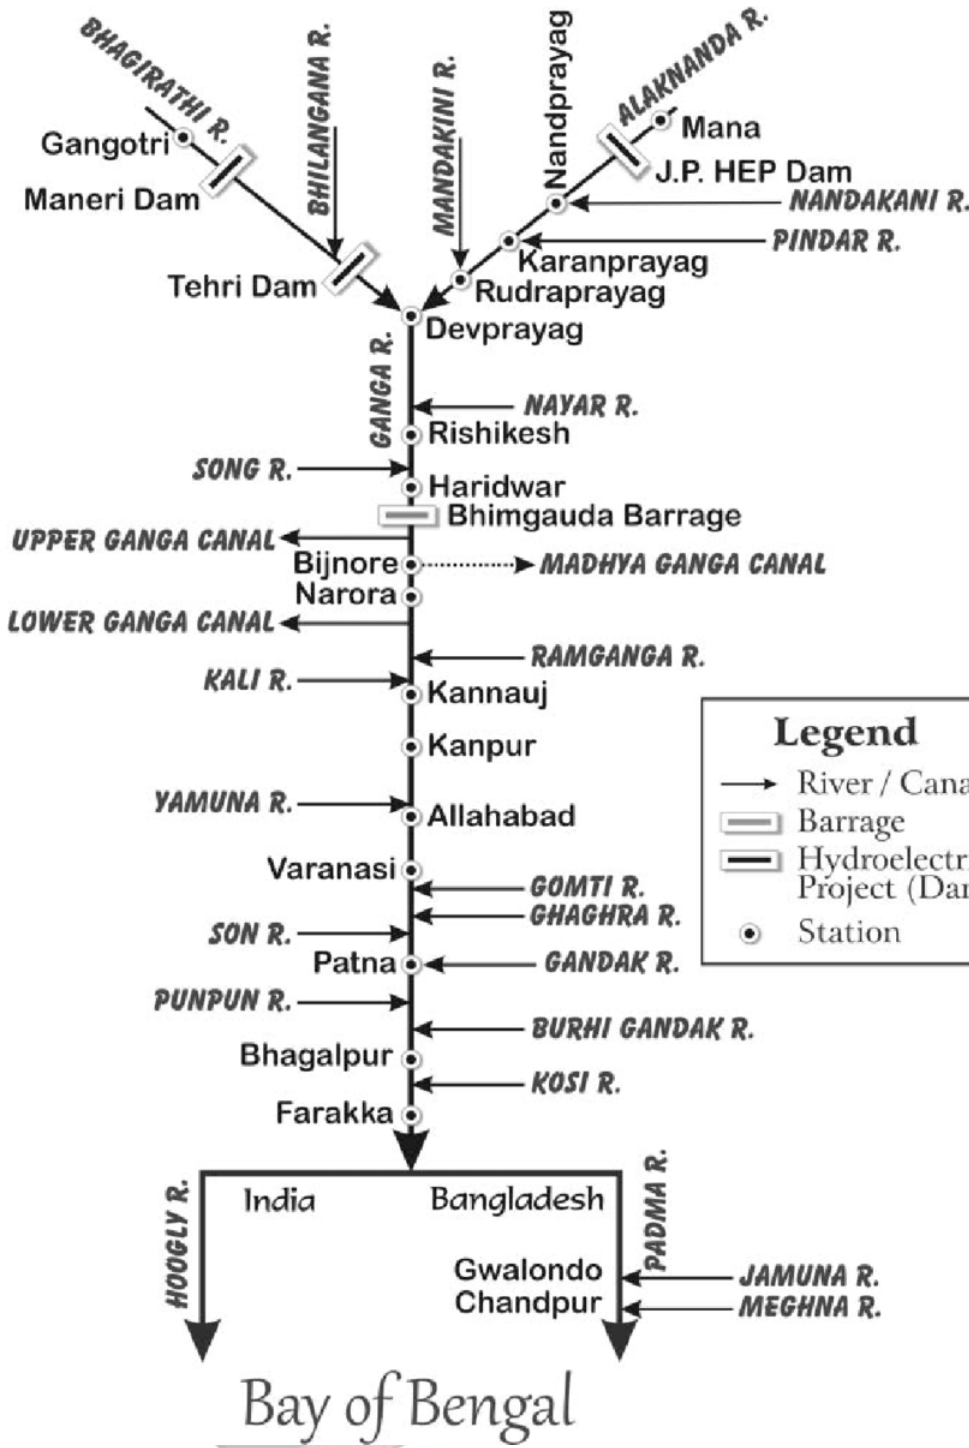 BHAGIRATHI R.
BHILANGANA R.
MANDAKINI R.
Nandprayag
ALAKNANDA R.
Gangotri
Mana
Maneri Dam
J.P. HEP Dam
NANDAKANI R.
PINDAR R.
Karanprayag
Tehri Dam
Rudraprayag
Devprayag
GANGA R.
NAYAR R.
Rishikesh
SONG R.
Haridwar
Bhimgauda Barrage
UPPER GANGA CANAL
Bijnore
MADHYA GANGA CANAL
Narora
LOWER GANGA CANAL
RAMGANGA R.
KALI R.
Kannauj
Kanpur
YAMUNA R.
Allahabad
Varanasi
GOMTI R.
GHAGHRA R.
SON R.
Patna
GANDAK R.
PUNPUN R.
BURHI GANDAK R.
Bhagalpur
KOSI R.
Farakka
Legend
River / Cana
Barrage
Hydroelectri
Project (Dar
Station
HOOGLY R.
India
Bangladesh
PADMA R.
Gwalondo
JAMUNA R.
Chandpur
MEGHNA R.
Bay of Bengal